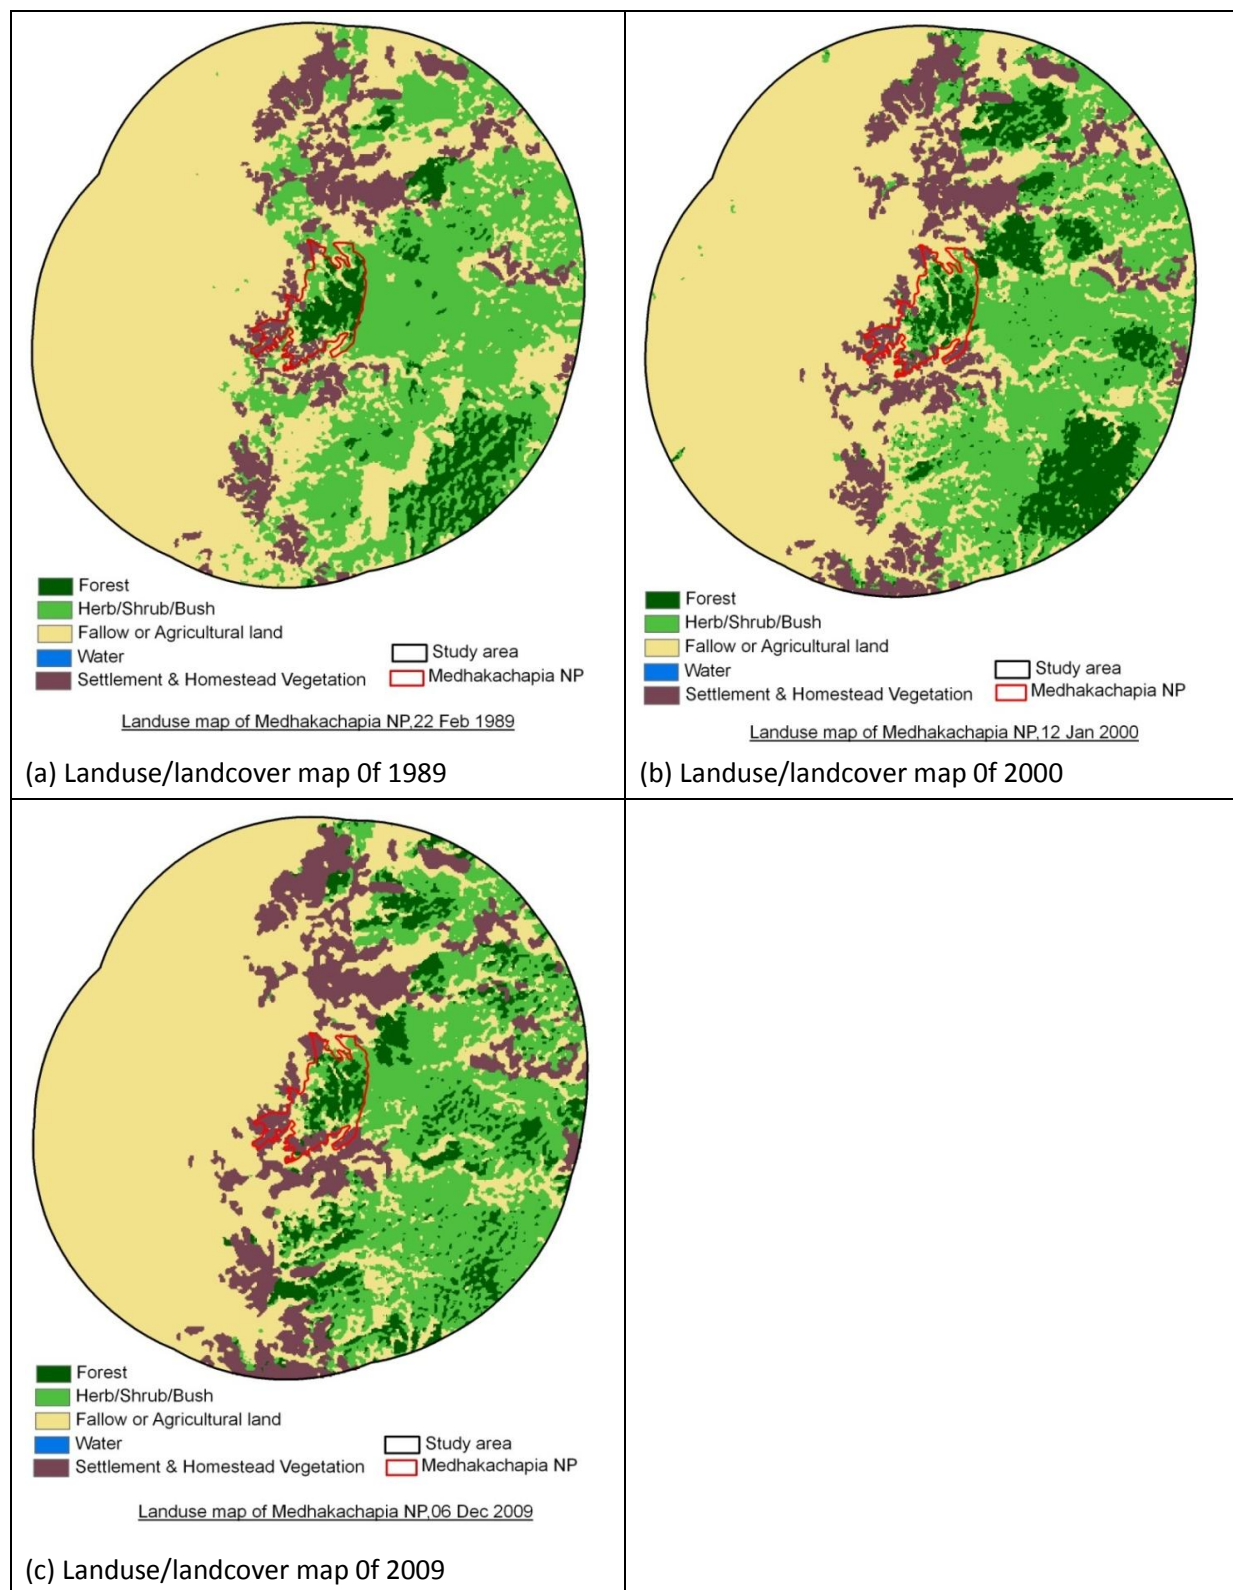 Forest
Herb/Shrub/Bush
Fallow or Agricultural land
Water
Settlement & Homestead Vegetation
Study area
Medhakachapia NP
Landuse map of Medhakachapia NP,22 Feb 1989
(a) Landuse/landcover map 0f 1989
Forest
Herb/Shrub/Bush
Fallow or Agricultural land
Water
Settlement & Homestead Vegetation
Study area
Medhakachapia NP
Landuse map of Medhakachapia NP,12 Jan 2000
(b) Landuse/landcover map 0f 2000
Forest
Herb/Shrub/Bush
Fallow or Agricultural land
Water
Settlement & Homestead Vegetation
Study area
Medhakachapia NP
Landuse map of Medhakachapia NP,06 Dec 2009
(c) Landuse/landcover map 0f 2009